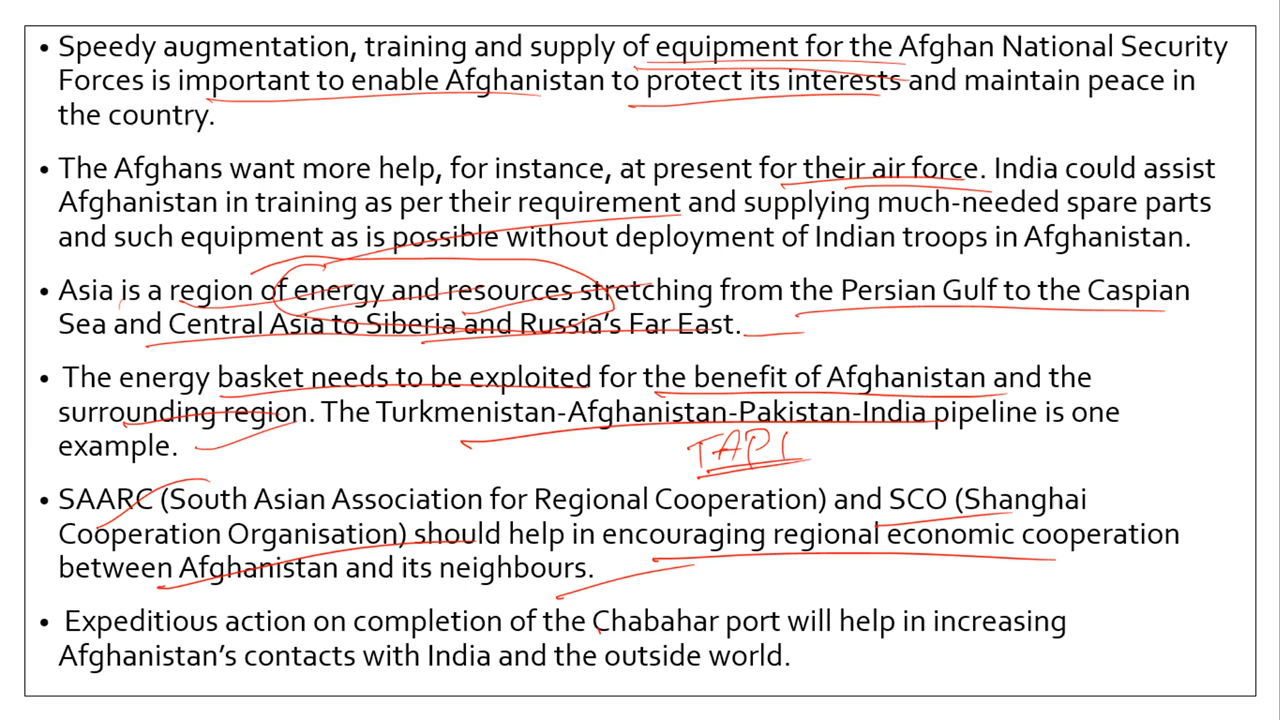 • Speedy augmentation, training and supply of equipment for the Afghan National Security
Forces is important to enable Afghanistan to protect its interests and maintain peace in
the country.
• The Afghans want more help, for instance, at present for their air force. India could assist
Afghanistan in training as per their requirement and supplying much-needed spare parts
and such equipment as is possible without deployment of Indian troops in Afghanistan.
• Asia is a region of energy and resources stretching from the Persian Gulf to the Caspian
Sea and Central Asia to Siberia and Russia's Far East.
• The energy basket needs to be exploited for the benefit of Afghanistan and the
surrounding region. The Turkmenistan-Afghanistan-Pakistan-India pipeline is one
example.
TAPI
• SAARC (South Asian Association for Regional Cooperation) and SCO (Shanghai
Cooperation Organisation) should help in encouraging regional economic cooperation
between Afghanistan and its neighbours.
• Expeditious action on completion of the Chabahar port will help in increasing
Afghanistan's contacts with India and the outside world.